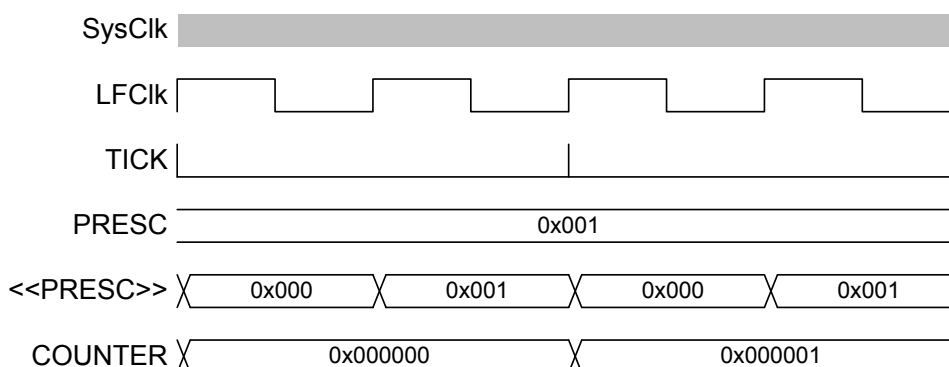 SysClk
LFClk
TICK
PRESC 0x001
<<PRESC>> 0x000 0x001 0x000 0x001
COUNTER 0x000000 0x000001